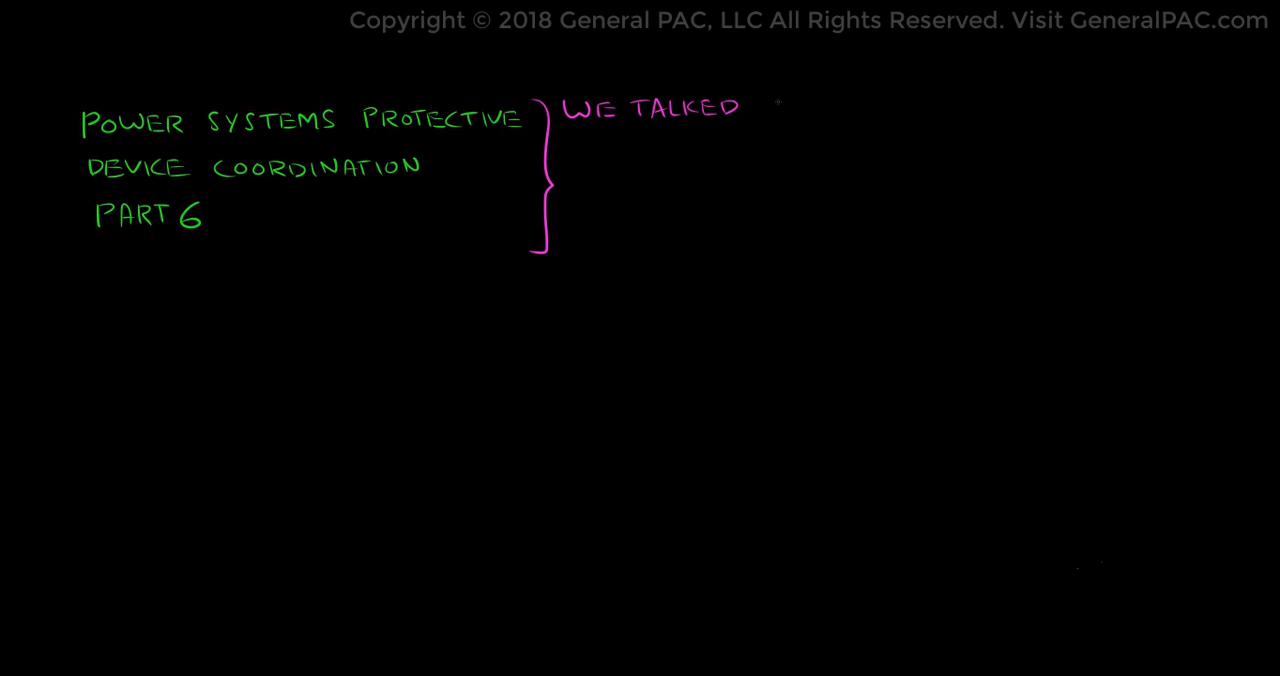 Copyright © 2018 General PAC, LLC All Rights Reserved. Visit GeneralPAC.com
POWER SYSTEMS PROTECTIVE
DEVICE COORDINATION
PART 6
WE TALKED